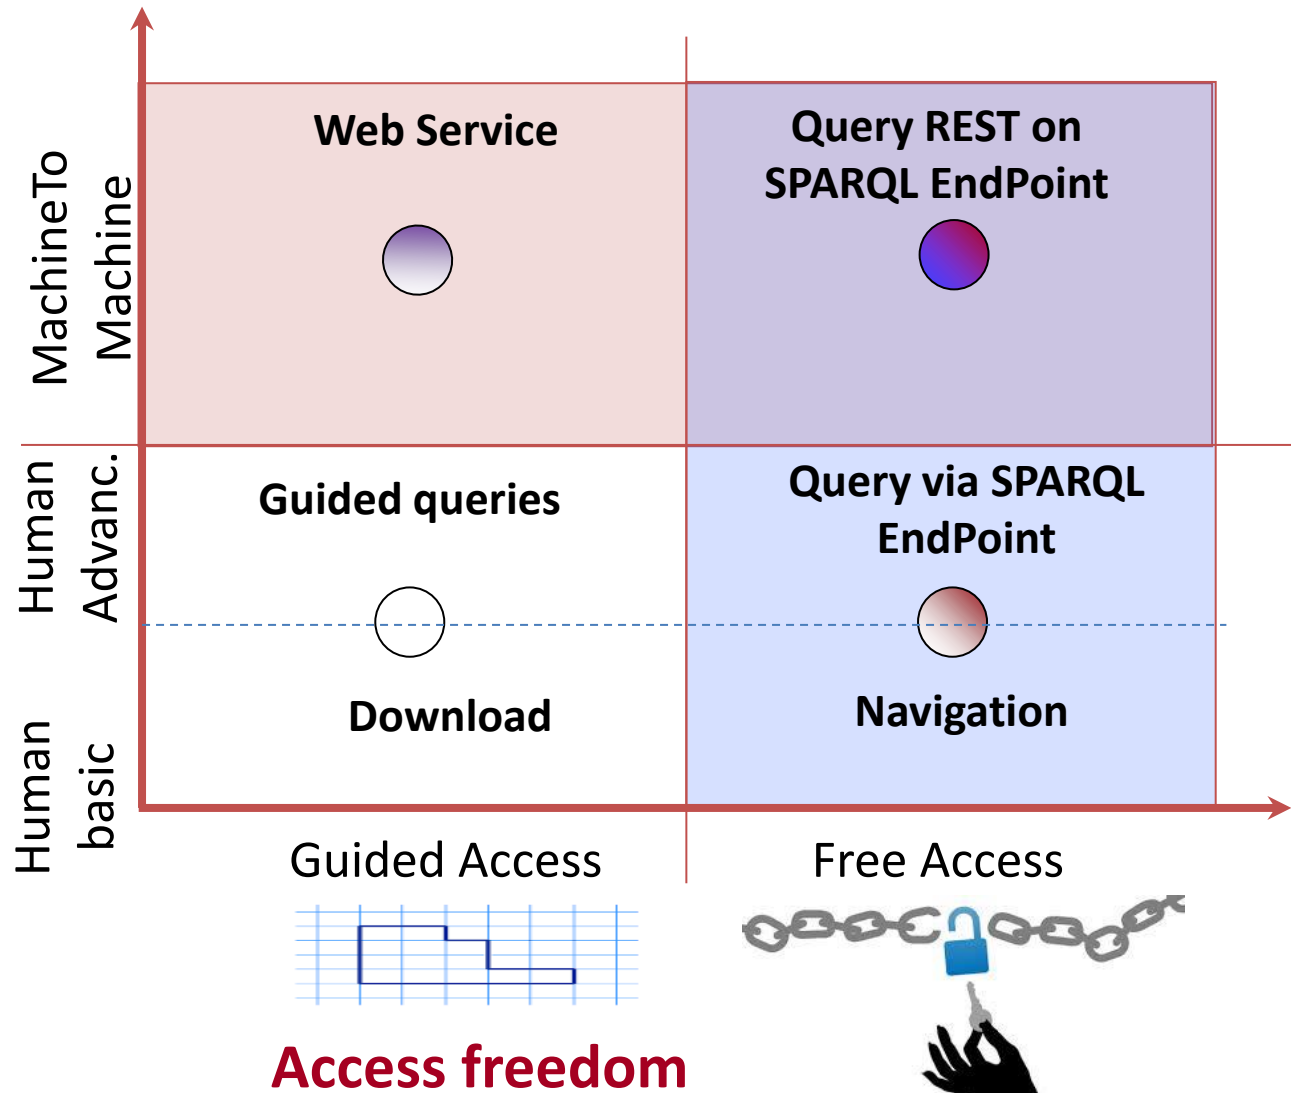 MachineTo
Machine
Web Service
Query REST on
SPARQL EndPoint
Human
Advanc.
Guided queries
Query via SPARQL
EndPoint
Human
basic
Download
Navigation
Guided Access
Free Access
Access freedom